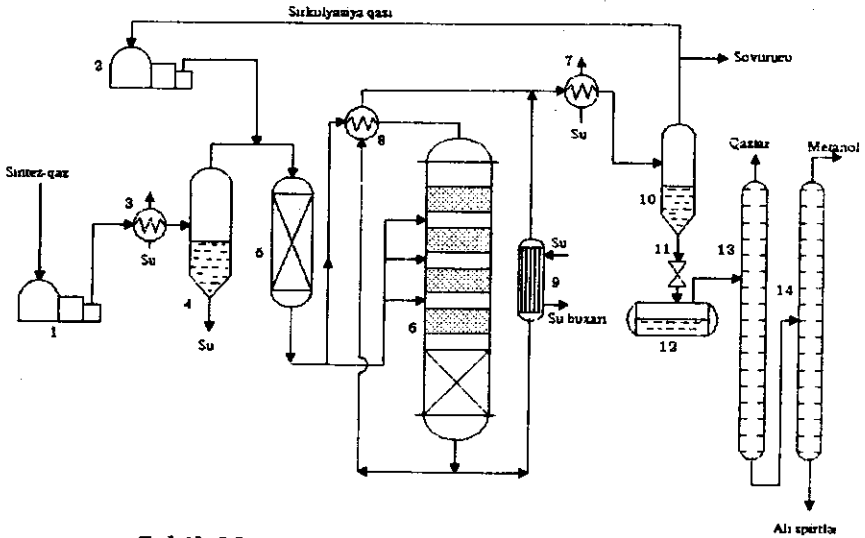 Sirkulyasiya qazı
2
7
Sovurucu
8
Su
Qazlar
Metanol
Sintez-qaz
3
10
Su
5
11
13
Su
9
4
14
6
Su buxarı
1
Su
12
Ali spirtlər